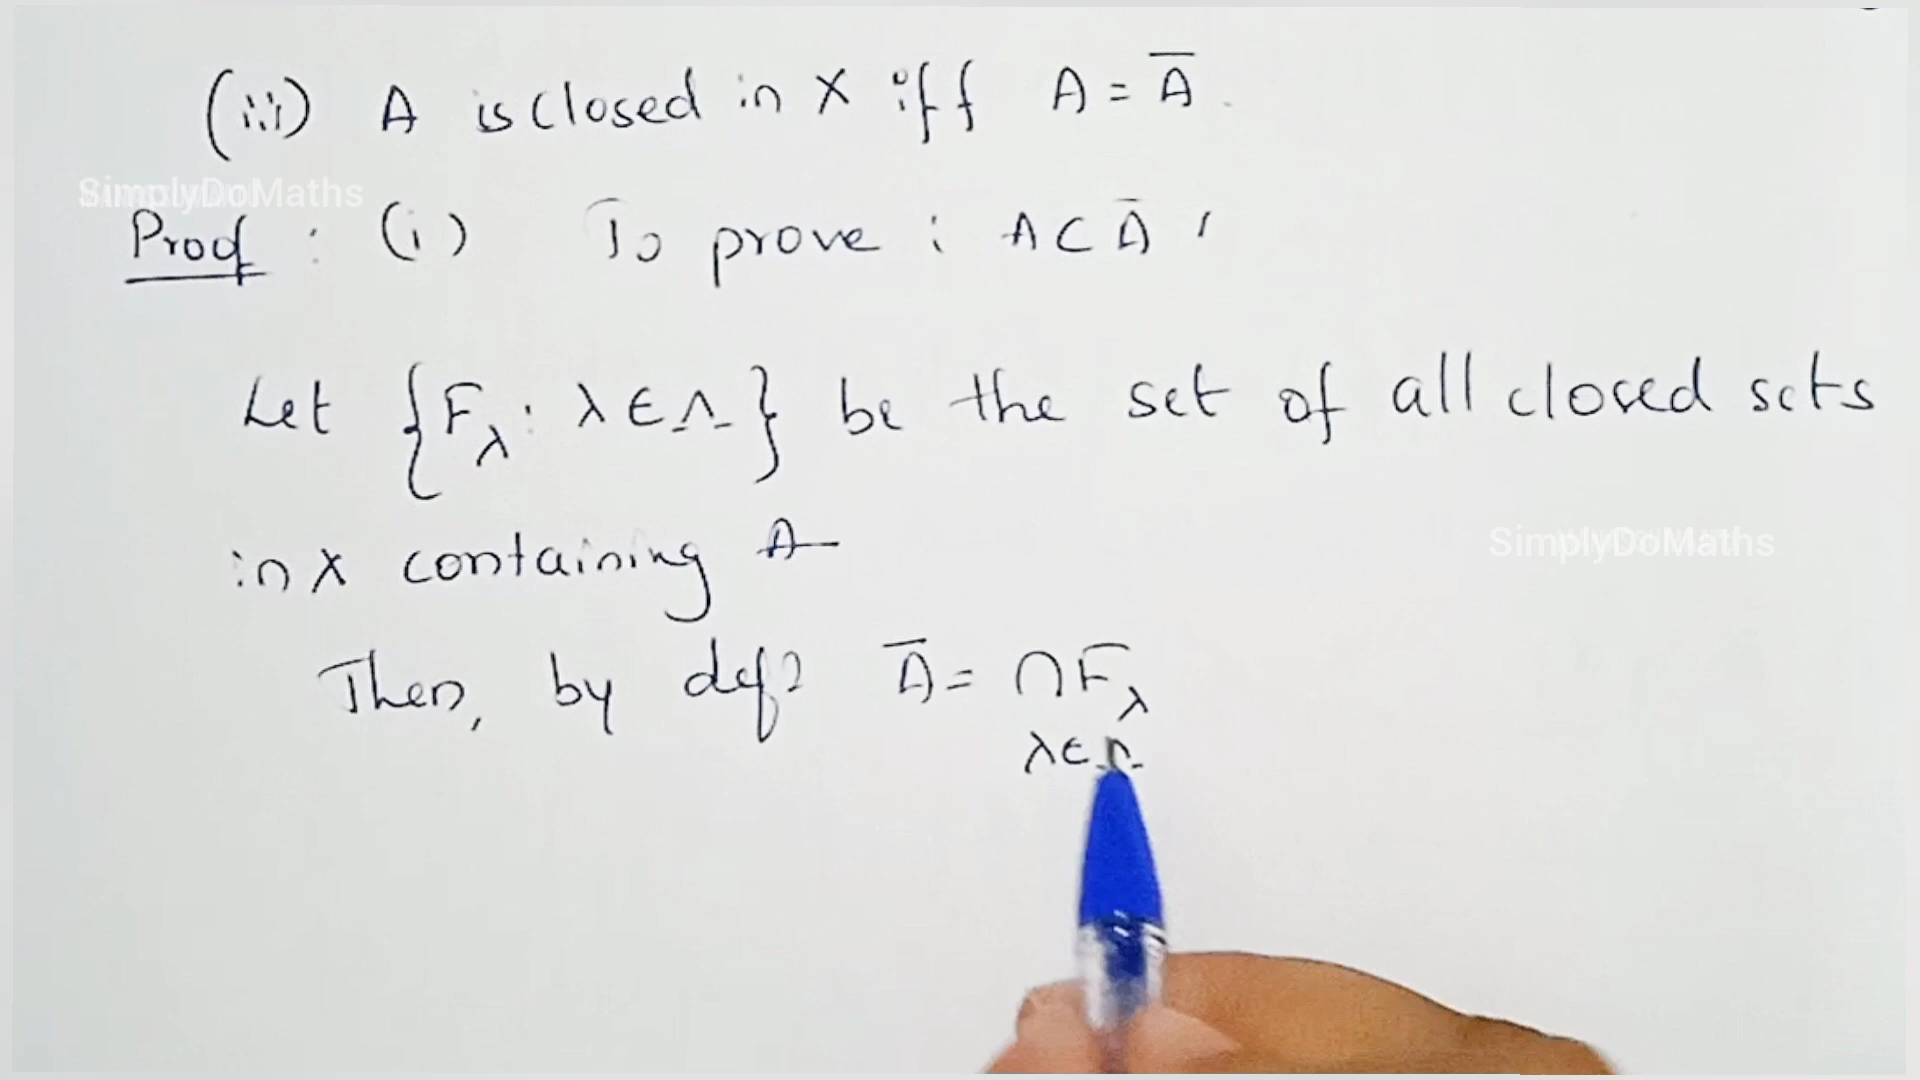 (iii) A is closed in X iff A = A̅.
SimplyDoMaths
Proof : (i) To prove : A ⊂ A̅
Let {F_λ : λ ∈ Λ} be the set of all closed sets
in X containing A
SimplyDoMaths
Then, by defn A̅ = ∩ F_λ
λ ∈ Λ